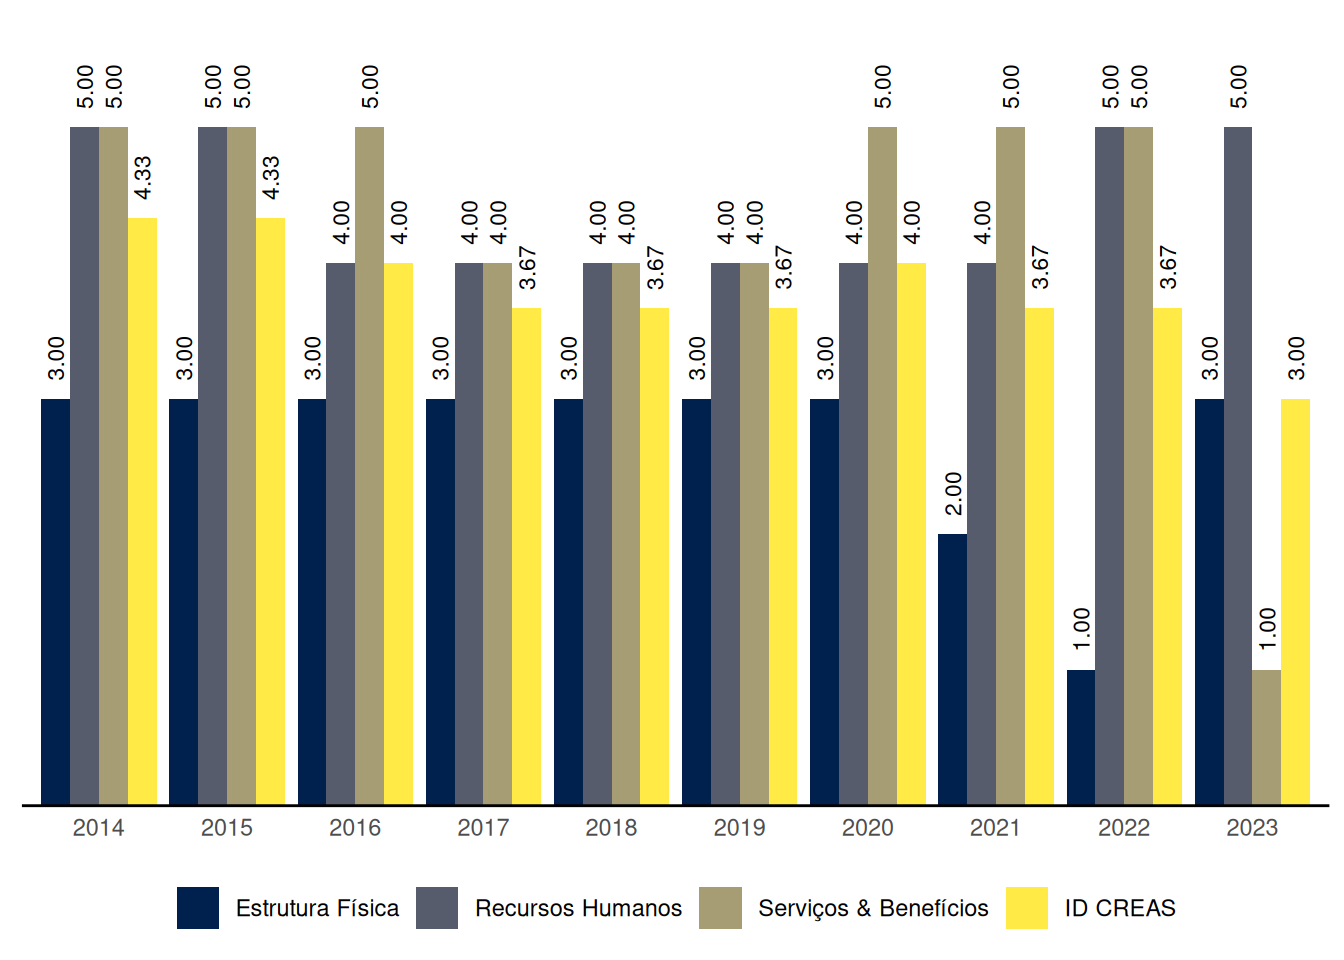 5.00 5.00 5.00 5.00 5.00 5.00 5.00 5.00 5.00 5.00
4.33 4.33
4.00 4.00 4.00 4.00 4.00 4.00 4.00 4.00 4.00 4.00 4.00
3.67 3.67 3.67 3.67 3.67
3.00 3.00 3.00 3.00 3.00 3.00 3.00 3.00 3.00
2.00
1.00 1.00
2014 2015 2016 2017 2018 2019 2020 2021 2022 2023
Estrutura Física Recursos Humanos Serviços & Benefícios ID CREAS